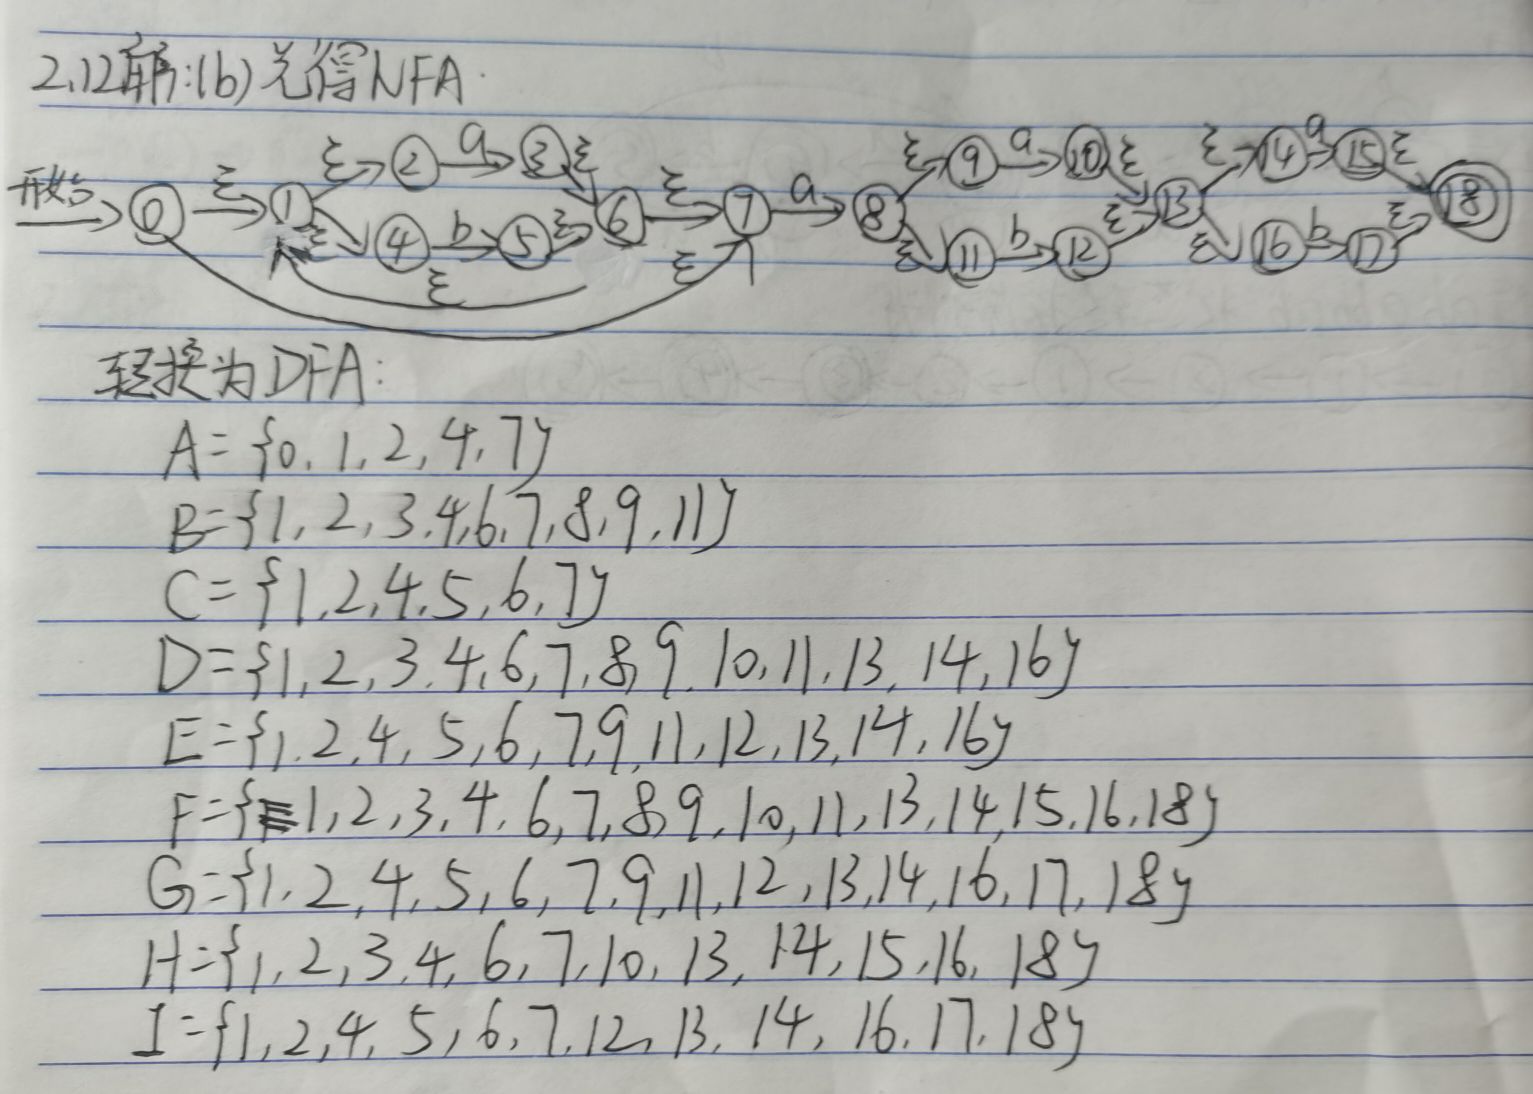 2.12解:(b)先得NFA.
开始 0 ε 1 ε 2 a 3 ε ε 4 b 5 ε 6 ε ε 7 ε a 8 ε 9 a 10 ε ε 11 b 12 ε 13 ε 14 a 15 ε ε 16 b 17 ε 18
转换为DFA:
A={0,1,2,4,7}
B={1,2,3,4,6,7,8,9,11}
C={1,2,4,5,6,7}
D={1,2,3,4,6,7,8,9,10,11,13,14,16}
E={1,2,4,5,6,7,9,11,12,13,14,16}
F={1,2,3,4,6,7,8,9,10,11,13,14,15,16,18}
G={1,2,4,5,6,7,9,11,12,13,14,16,17,18}
H={1,2,3,4,6,7,10,13,14,15,16,18}
I={1,2,4,5,6,7,12,13,14,16,17,18}